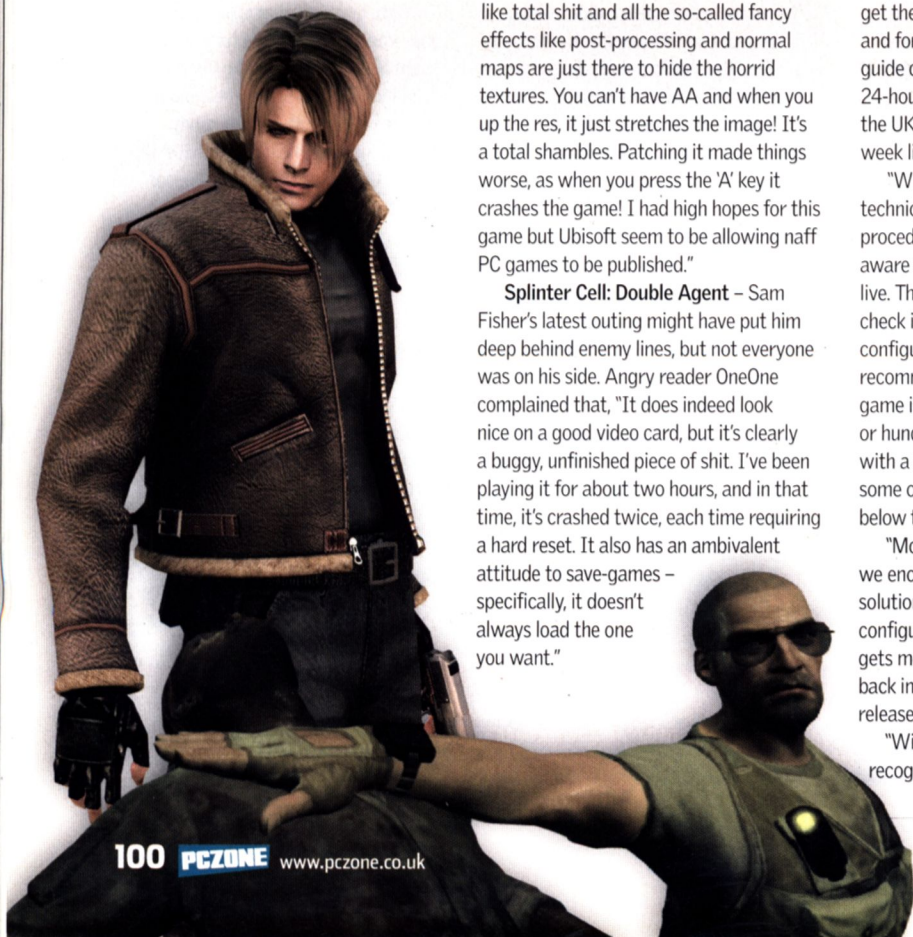 like total shit and all the so-called fancy
effects like post-processing and normal
maps are just there to hide the horrid
textures. You can't have AA and when you
up the res, it just stretches the image! It's
a total shambles. Patching it made things
worse, as when you press the 'A' key it
crashes the game! I had high hopes for this
game but Ubisoft seem to be allowing naff
PC games to be published."
Splinter Cell: Double Agent – Sam
Fisher's latest outing might have put him
deep behind enemy lines, but not everyone
was on his side. Angry reader OneOne
complained that, "It does indeed look
nice on a good video card, but it's clearly
a buggy, unfinished piece of shit. I've been
playing it for about two hours, and in that
time, it's crashed twice, each time requiring
a hard reset. It also has an ambivalent
attitude to save-games –
specifically, it doesn't
always load the one
you want."
get the
and for
guide
24-hou
the UK
week li
"W
technic
proced
aware
live. Th
check i
configu
recomm
game i
or hund
with a
some
below
"Mo
we enc
solutio
configu
gets m
back in
release
"Wi
recog
100 PCZONE www.pczone.co.uk